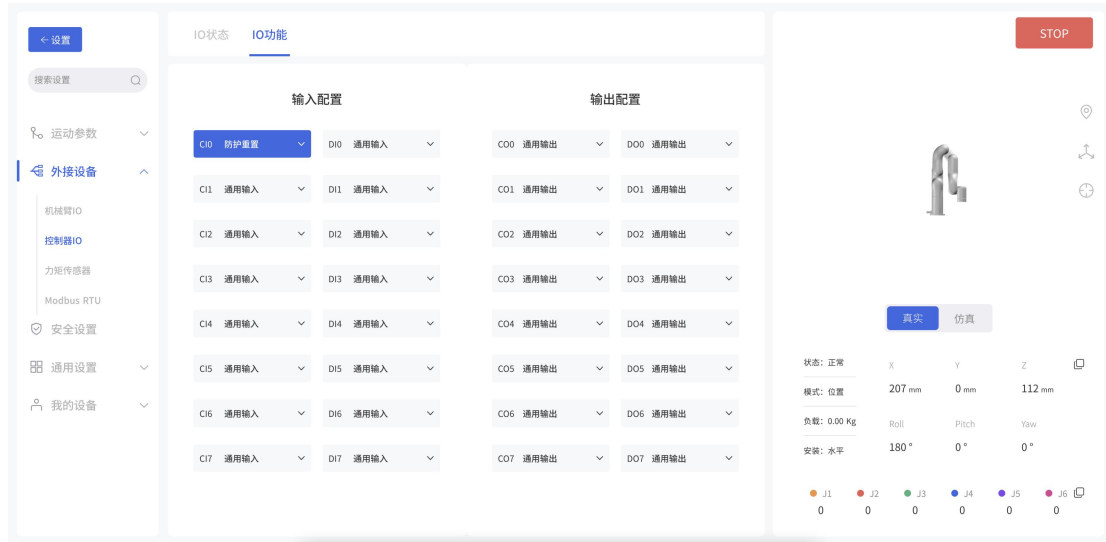 ←设置
搜索设置
运动参数
外接设备
机械臂IO
控制器IO
力矩传感器
Modbus RTU
安全设置
通用设置
我的设备
IO状态 IO功能
输入配置
CI0 防护重置 DI0 通用输入
CI1 通用输入 DI1 通用输入
CI2 通用输入 DI2 通用输入
CI3 通用输入 DI3 通用输入
CI4 通用输入 DI4 通用输入
CI5 通用输入 DI5 通用输入
CI6 通用输入 DI6 通用输入
CI7 通用输入 DI7 通用输入
输出配置
CO0 通用输出 DO0 通用输出
CO1 通用输出 DO1 通用输出
CO2 通用输出 DO2 通用输出
CO3 通用输出 DO3 通用输出
CO4 通用输出 DO4 通用输出
CO5 通用输出 DO5 通用输出
CO6 通用输出 DO6 通用输出
CO7 通用输出 DO7 通用输出
STOP
真实 仿真
状态: 正常
模式: 位置
负载: 0.00 Kg
安装: 水平
X Y Z
207 mm 0 mm 112 mm
Roll Pitch Yaw
180 ° 0 ° 0 °
J1 J2 J3 J4 J5 J6
0 0 0 0 0 0